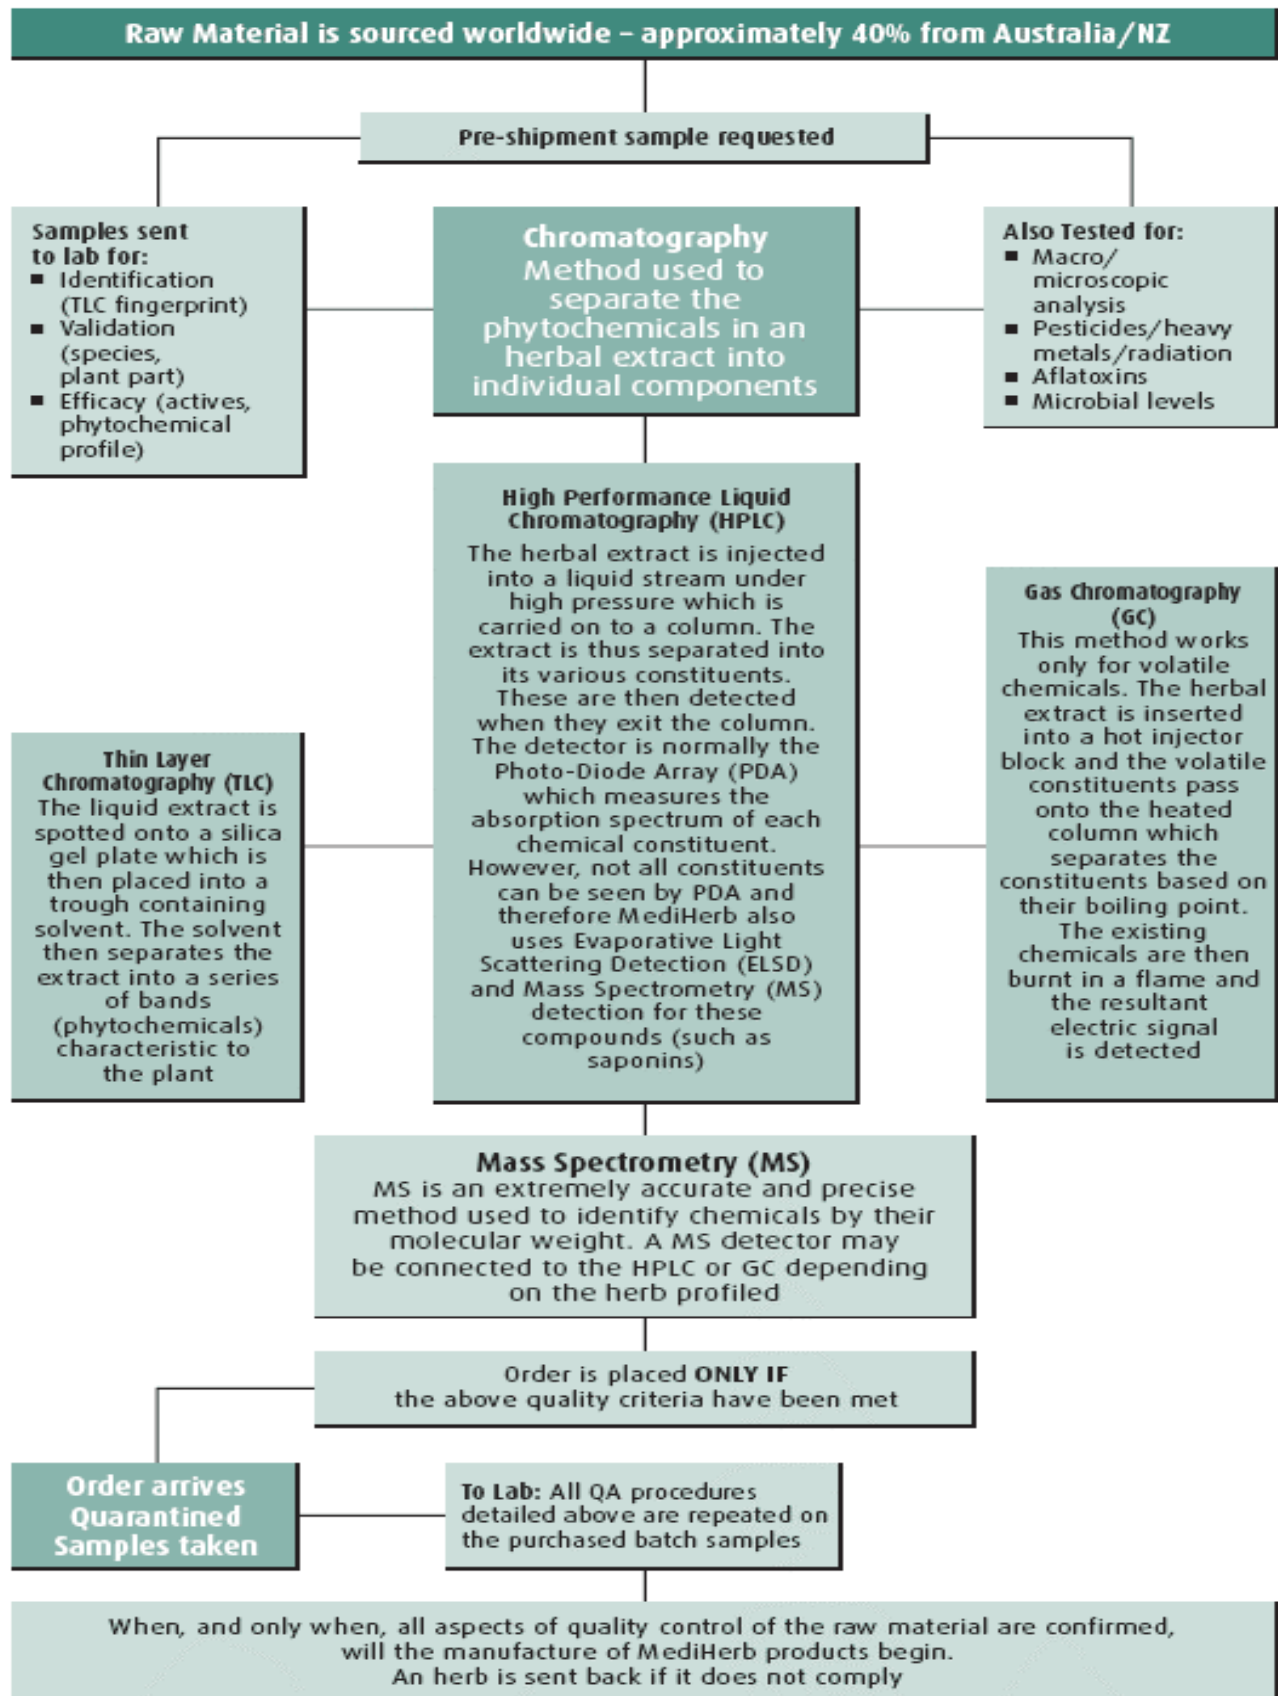 Raw Material is sourced worldwide – approximately 40% from Australia/NZ
Pre-shipment sample requested
Samples sent
to lab for:
■ Identification
(TLC fingerprint)
■ Validation
(species,
plant part)
■ Efficacy (actives,
phytochemical
profile)
Chromatography
Method used to
separate the
phytochemicals in an
herbal extract into
individual components
Also Tested for:
■ Macro/
microscopic
analysis
■ Pesticides/heavy
metals/radiation
■ Aflatoxins
■ Microbial levels
Thin Layer
Chromatography (TLC)
The liquid extract is
spotted onto a silica
gel plate which is
then placed into a
trough containing
solvent. The solvent
then separates the
extract into a series
of bands
(phytochemicals)
characteristic to
the plant
High Performance Liquid
Chromatography (HPLC)
The herbal extract is injected
into a liquid stream under
high pressure which is
carried on to a column. The
extract is thus separated into
its various constituents.
These are then detected
when they exit the column.
The detector is normally the
Photo-Diode Array (PDA)
which measures the
absorption spectrum of each
chemical constituent.
However, not all constituents
can be seen by PDA and
therefore MediHerb also
uses Evaporative Light
Scattering Detection (ELSD)
and Mass Spectrometry (MS)
detection for these
compounds (such as
saponins)
Gas Chromatography
(GC)
This method works
only for volatile
chemicals. The herbal
extract is inserted
into a hot injector
block and the volatile
constituents pass
onto the heated
column which
separates the
constituents based on
their boiling point.
The existing
chemicals are then
burnt in a flame and
the resultant
electric signal
is detected
Mass Spectrometry (MS)
MS is an extremely accurate and precise
method used to identify chemicals by their
molecular weight. A MS detector may
be connected to the HPLC or GC depending
on the herb profiled
Order is placed ONLY IF
the above quality criteria have been met
Order arrives
Quarantined
Samples taken
To Lab: All QA procedures
detailed above are repeated on
the purchased batch samples
When, and only when, all aspects of quality control of the raw material are confirmed,
will the manufacture of MediHerb products begin.
An herb is sent back if it does not comply